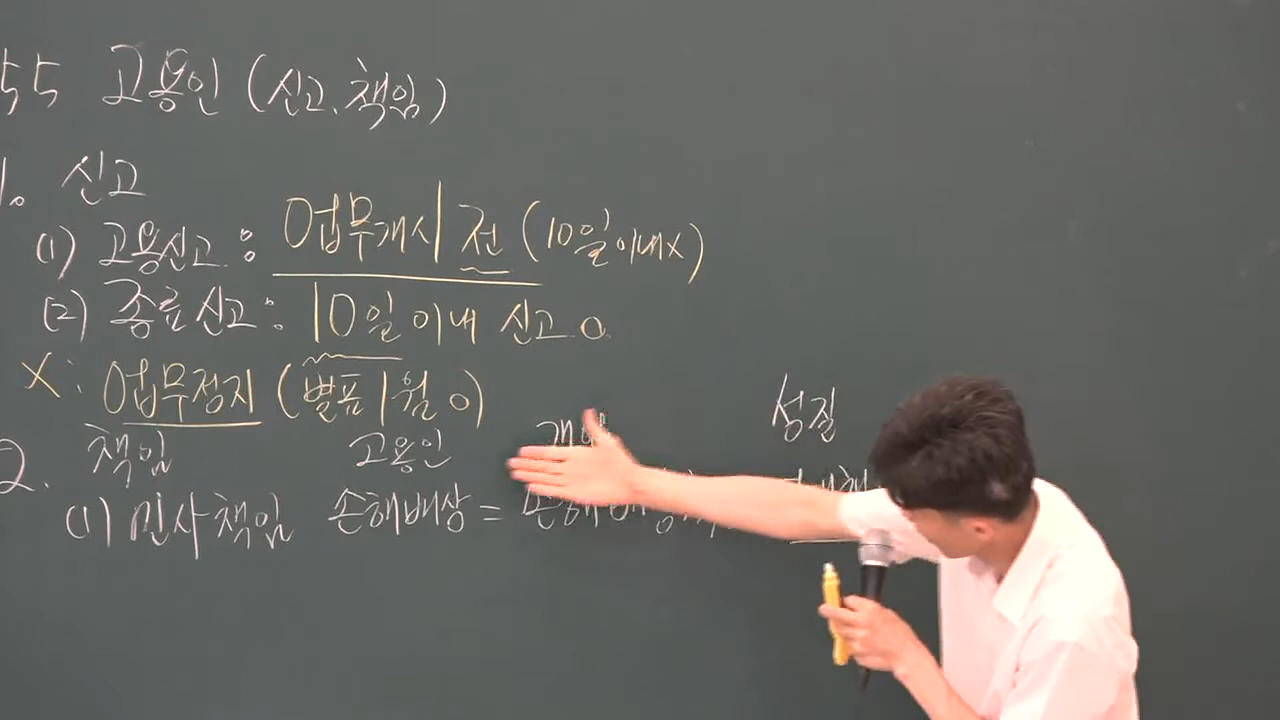 55 고용인 (신고.책임)
1. 신고
(1) 고용신고 : 업무개시 전 (10일이내x)
(2) 종료신고 : 10일 이내 신고 o.
X : 업무정지 (별표 1월 o)
2. 책임 고용인 성질
(1) 민사책임 손해배상 =